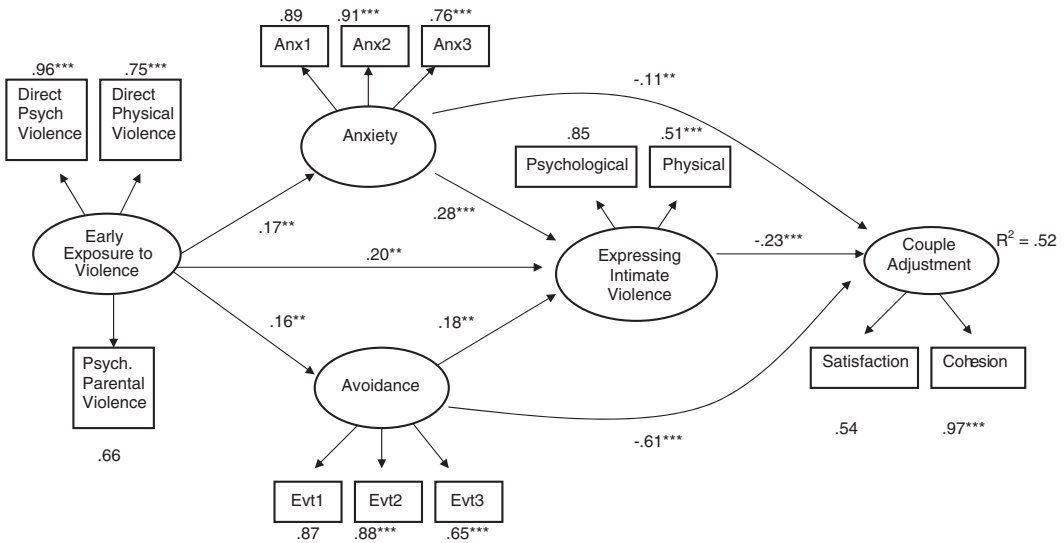 .89 .91*** .76***
Anx1 Anx2 Anx3
.96*** .75***
Direct
Psych
Violence
Direct
Physical
Violence
Anxiety
-.11**
.85 .51***
Psychological Physical
.17**
.28***
Early
Exposure to
Violence
.20**
Expressing
Intimate
Violence
-.23***
Couple
Adjustment
R² = .52
.16**
.18**
Psych.
Parental
Violence
.66
Avoidance
Satisfaction Cohesion
.54 .97***
-.61***
Evt1 Evt2 Evt3
.87 .88*** .65***